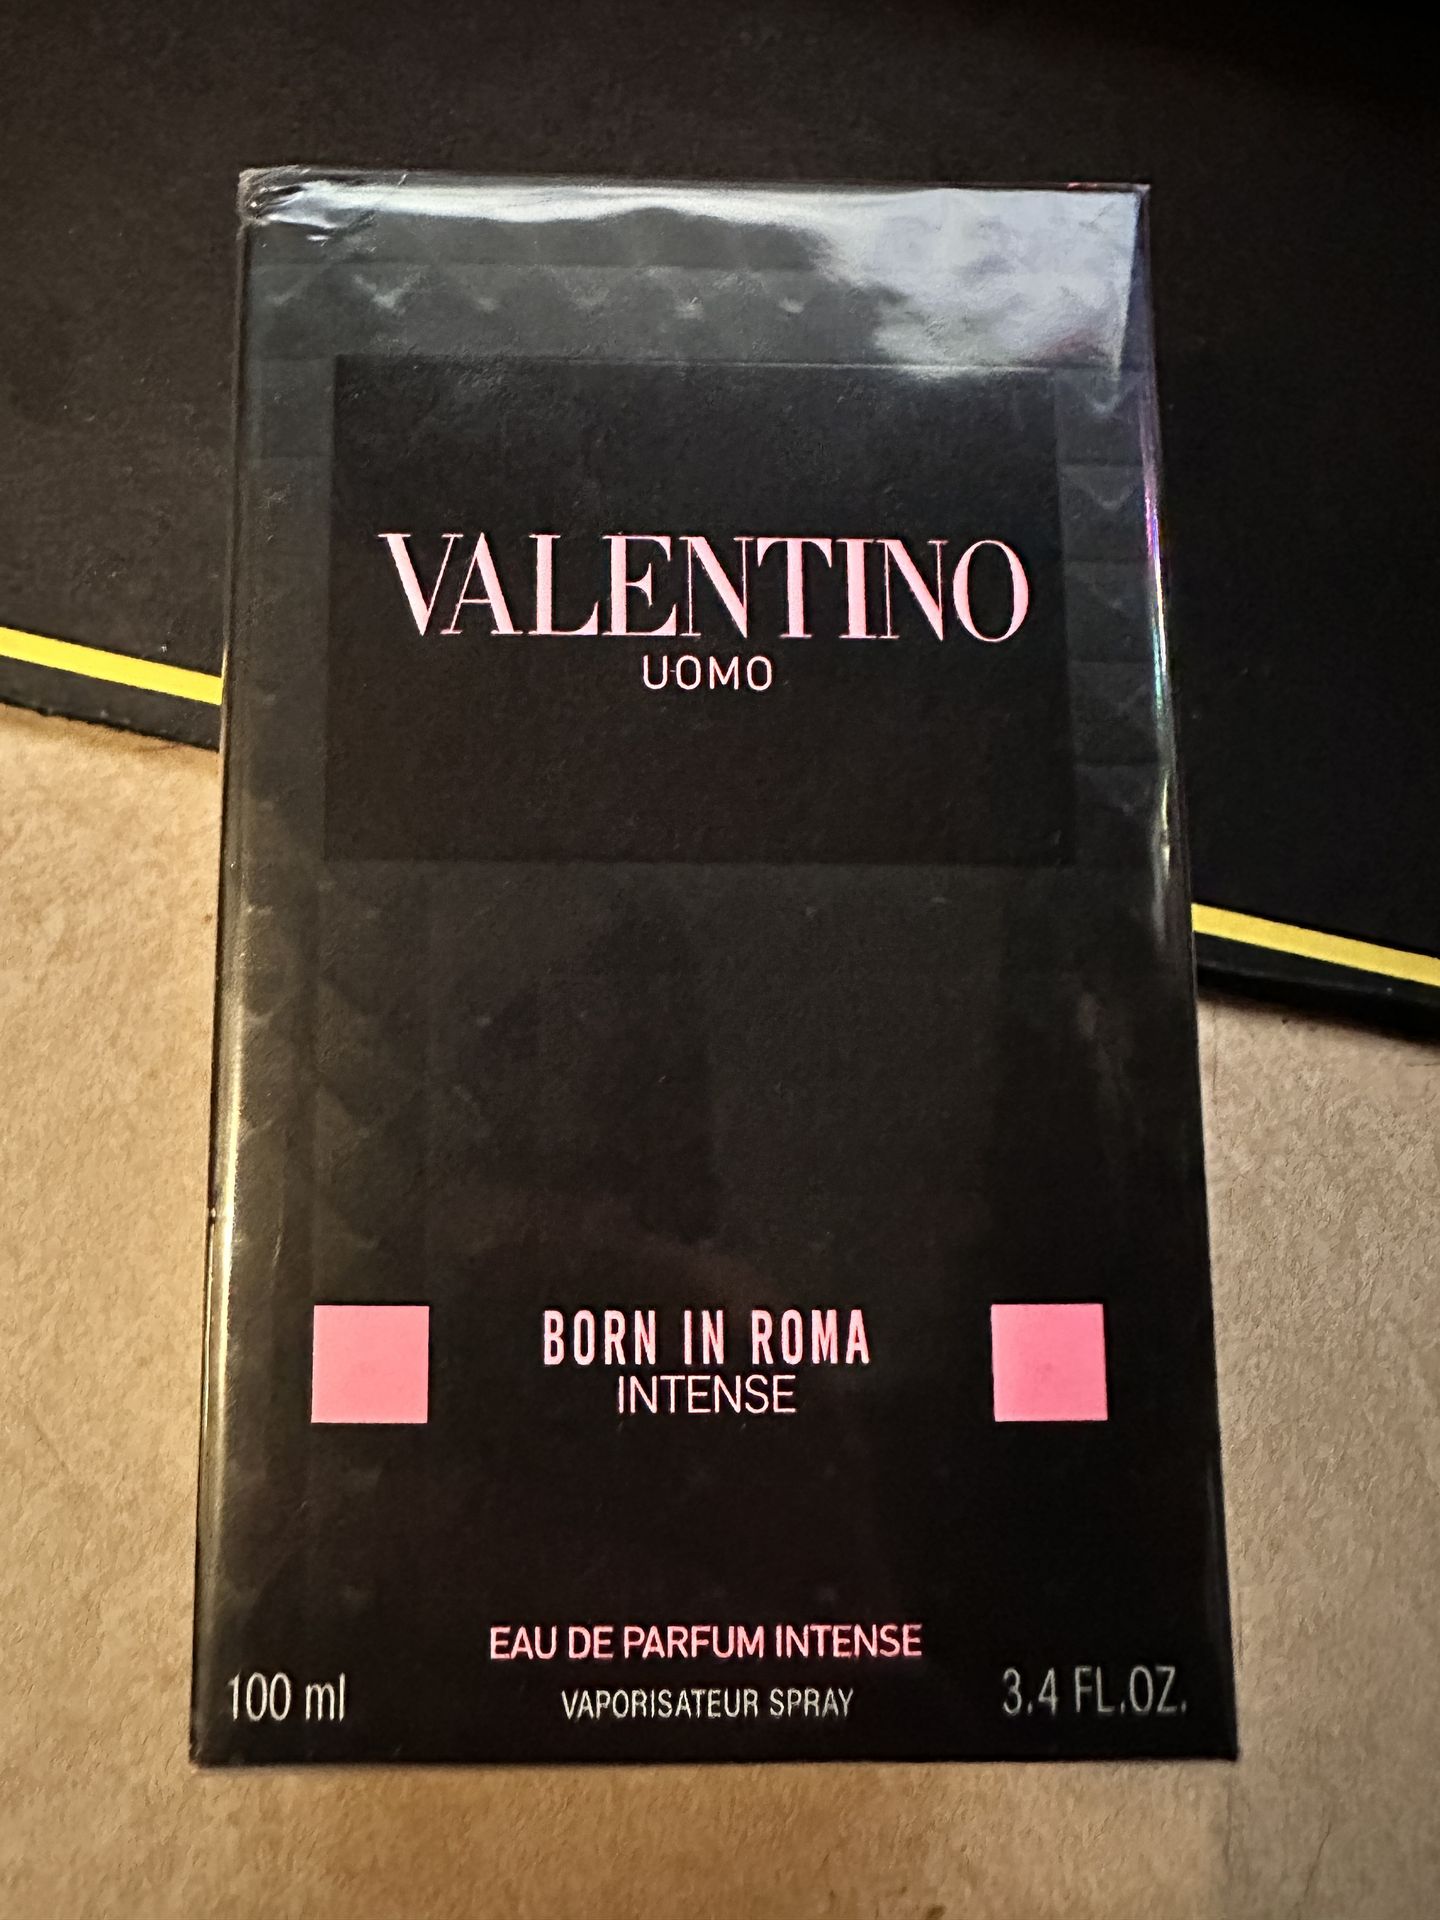 VALENTINO
UOMO
BORN IN ROMA
INTENSE
EAU DE PARFUM INTENSE
100 ml
VAPORISATEUR SPRAY
3.4 FL.OZ.